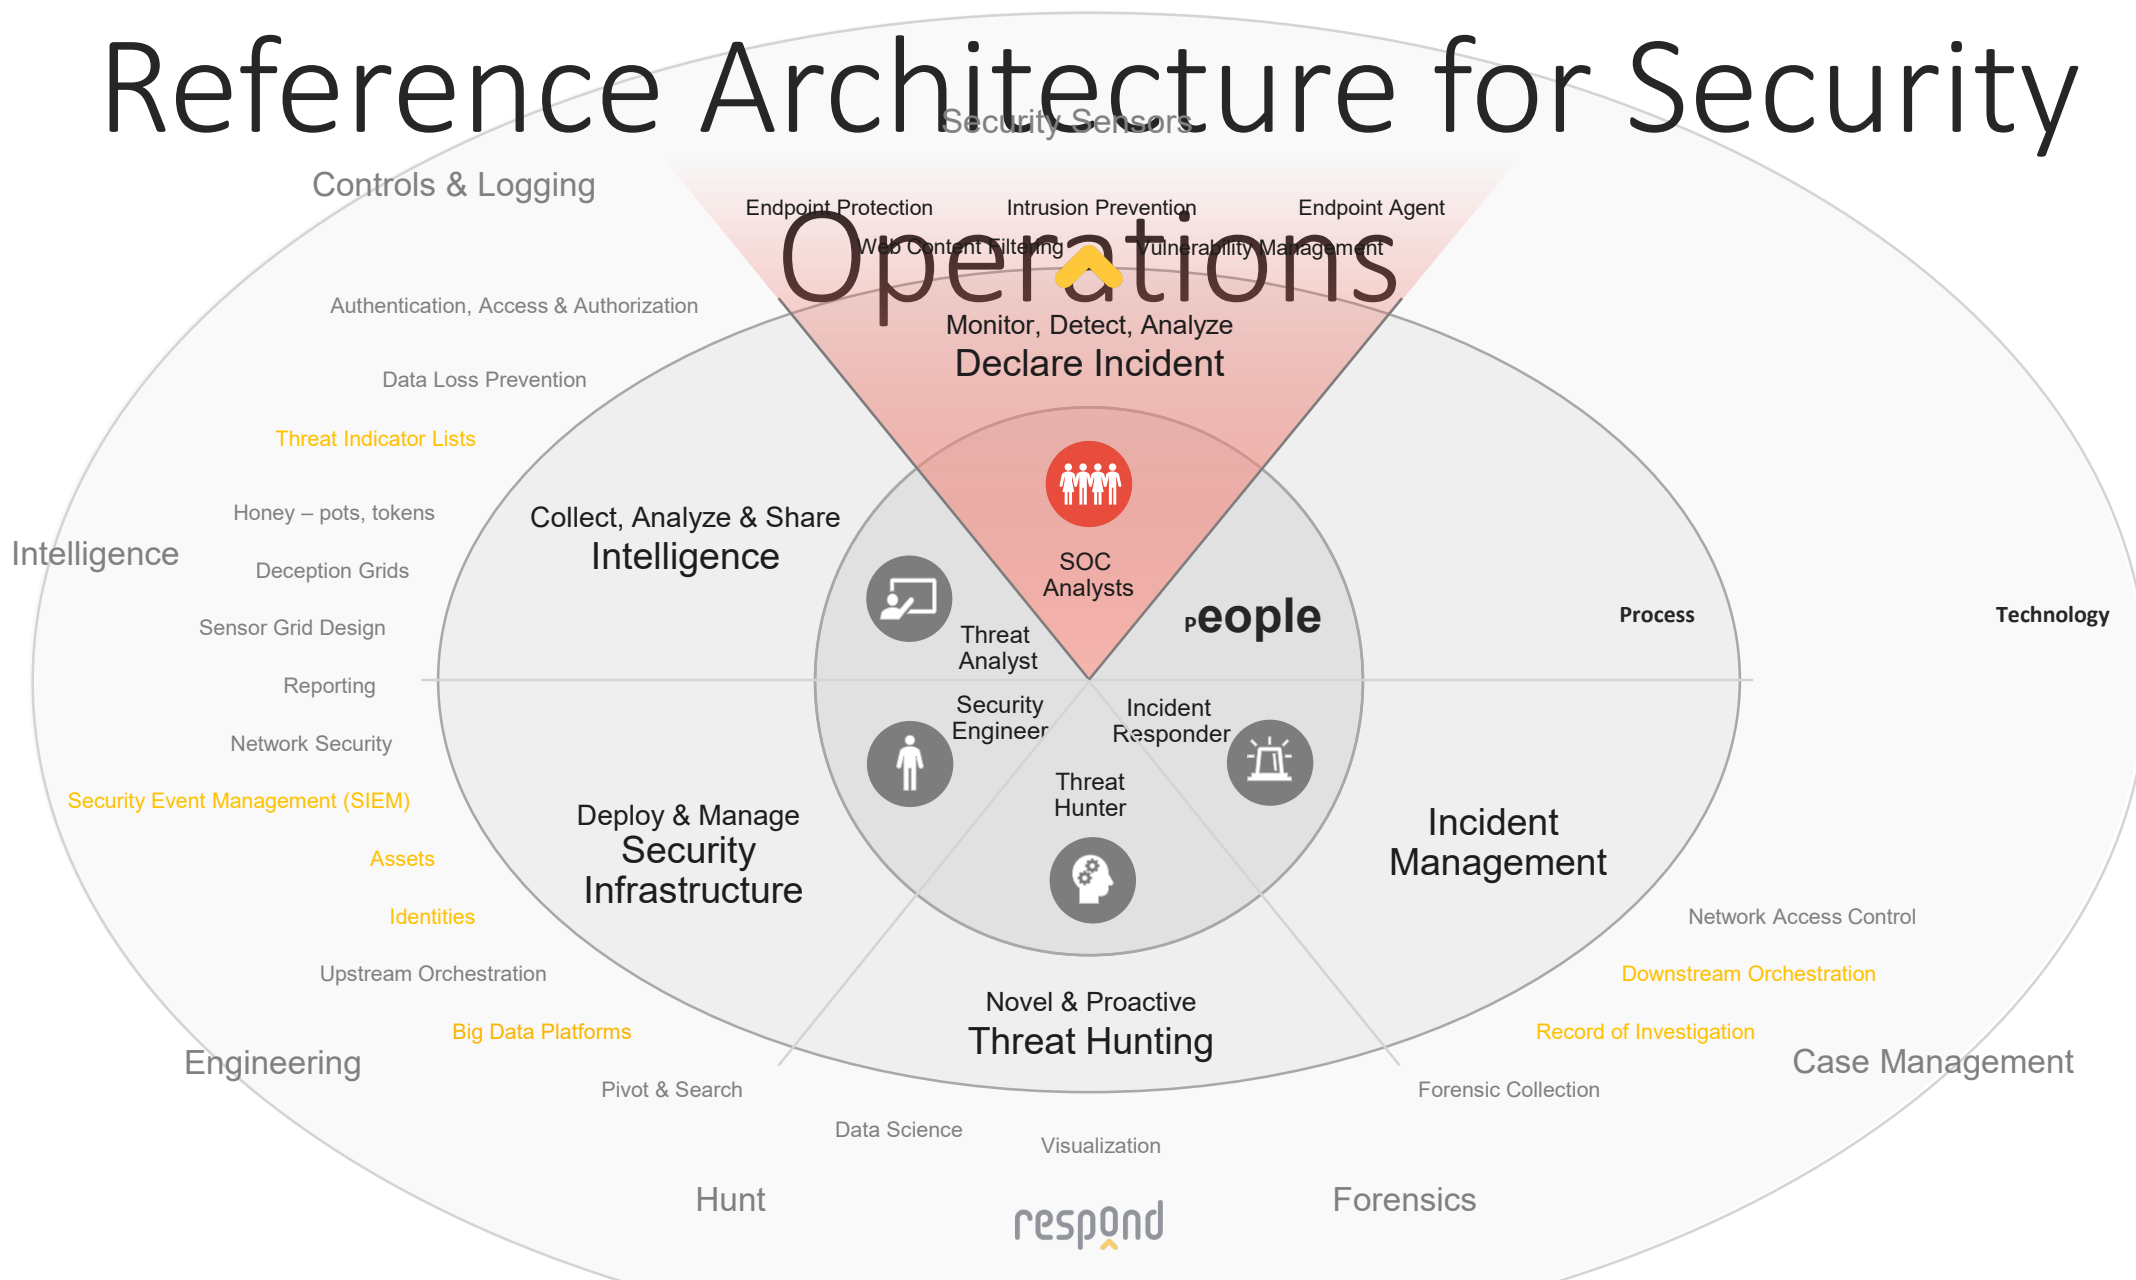 Reference Architecture for Security
Operations
Security Sensors
Controls & Logging
Endpoint Protection
Intrusion Prevention
Endpoint Agent
Web Content Filtering
Vulnerability Management
Authentication, Access & Authorization
Monitor, Detect, Analyze
Declare Incident
Data Loss Prevention
Threat Indicator Lists
Honey – pots, tokens
Intelligence
Deception Grids
Sensor Grid Design
Reporting
Network Security
Security Event Management (SIEM)
Assets
Identities
Upstream Orchestration
Big Data Platforms
Engineering
Collect, Analyze & Share
Intelligence
SOC
Analysts
Threat
Analyst
People
Process
Technology
Security
Engineer
Incident
Responder
Threat
Hunter
Deploy & Manage
Security
Infrastructure
Incident
Management
Novel & Proactive
Threat Hunting
Network Access Control
Downstream Orchestration
Record of Investigation
Case Management
Pivot & Search
Data Science
Visualization
Forensic Collection
Hunt
Forensics
respond